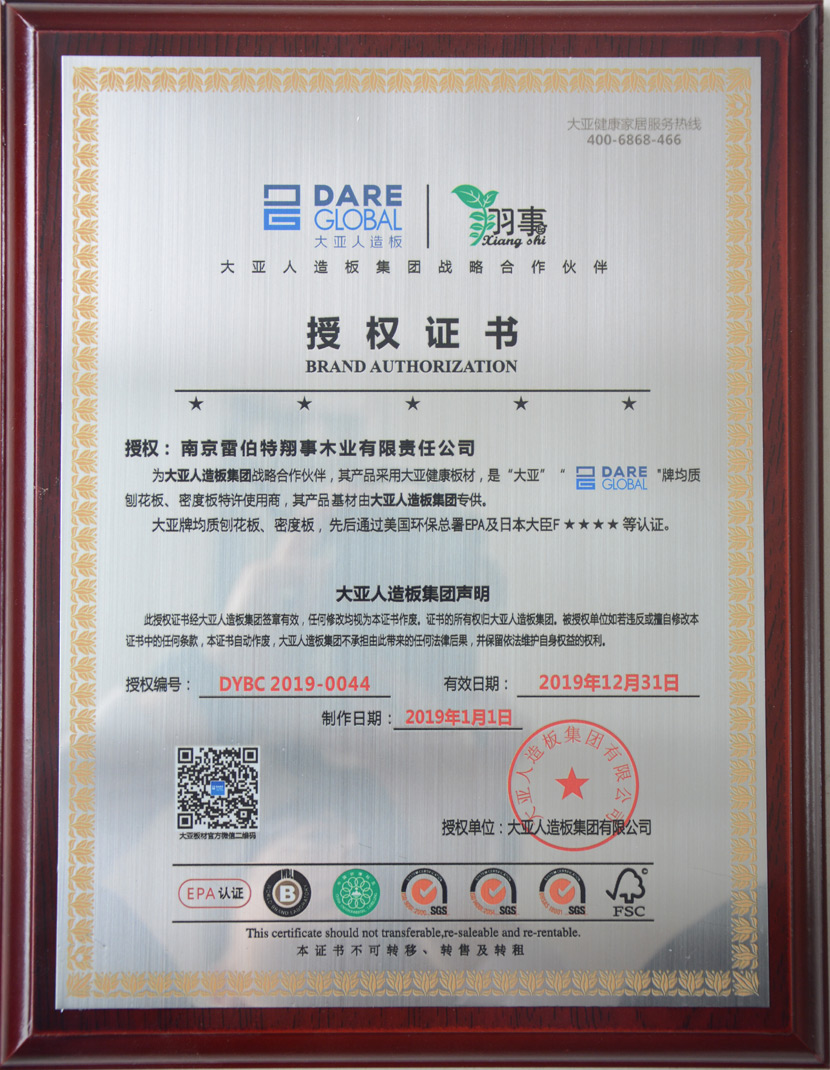 大亚健康家居服务热线
400-6868-466
DARE
GLOBAL
大亚人造板
羽事
Xiang shi
大亚人造板集团战略合作伙伴
授权证书
BRAND AUTHORIZATION
★ ★ ★ ★ ★
授权：南京雷伯特翔事木业有限责任公司
为大亚人造板集团战略合作伙伴，其产品采用大亚健康板材，是“大亚”“ DARE GLOBAL ”牌均质
刨花板、密度板特许使用商，其产品基材由大亚人造板集团专供。
大亚牌均质刨花板、密度板，先后通过美国环保总署EPA及日本大臣F★★★★等认证。
大亚人造板集团声明
此授权证书经大亚人造板集团签章有效，任何修改均视为本证书作废。证书的所有权归大亚人造板集团。被授权单位如若违反或擅自修改本
证书中的任何条款，本证书自动作废，大亚人造板集团不承担由此带来的任何法律后果，并保留依法维护自身权益的权利。
授权编号：DYBC 2019-0044 有效日期：2019年12月31日
制作日期：2019年1月1日
大亚人造板集团有限公司
大亚板材官方微信二维码
授权单位：大亚人造板集团有限公司
EPA认证
B
SGS
SGS
SGS
FSC
This certificate should not transferable,re-saleable and re-rentable.
本证书不可转移、转售及转租